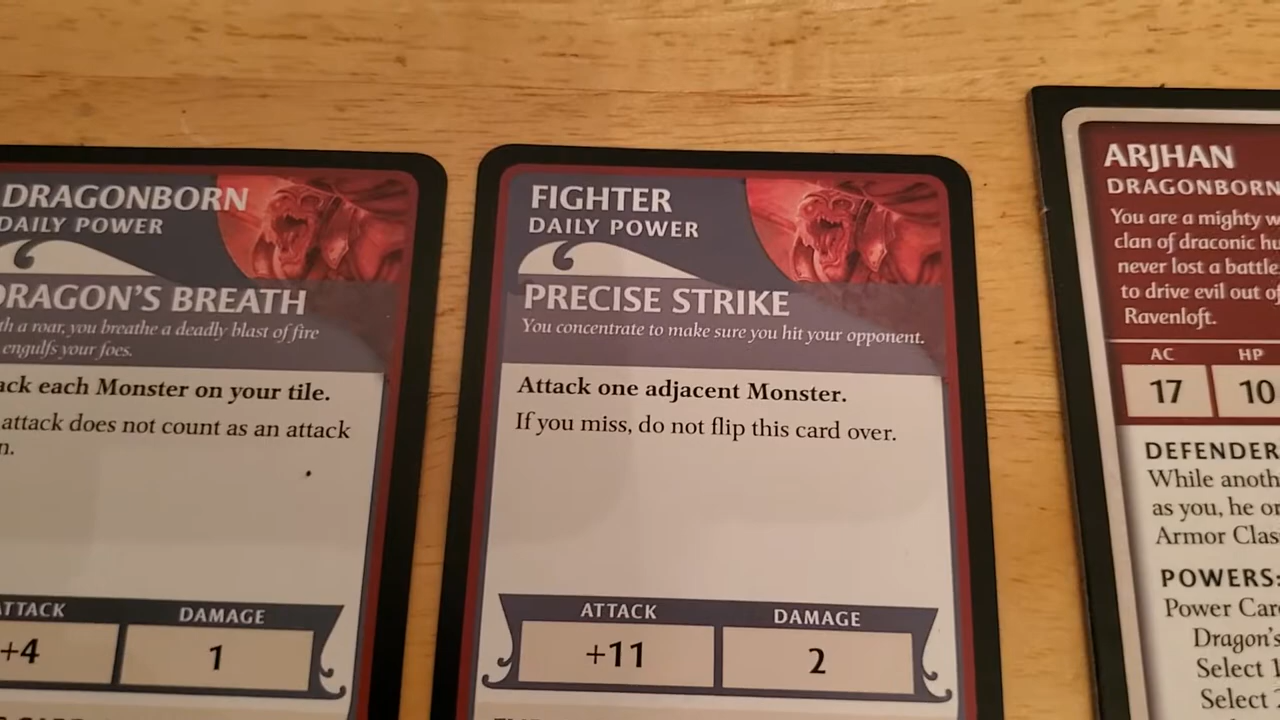 DRAGONBORN
DAILY POWER
DRAGON'S BREATH
a roar, you breathe a deadly blast of fire
engulfs your foes.
each Monster on your tile.
attack does not count as an attack
ATTACK
DAMAGE
+4
1
FIGHTER
DAILY POWER
PRECISE STRIKE
You concentrate to make sure you hit your opponent.
Attack one adjacent Monster.
If you miss, do not flip this card over.
ATTACK
DAMAGE
+11
2
ARJHAN
DRAGONBORN
You are a mighty w
clan of draconic hu
never lost a battle
to drive evil out of
Ravenloft.
AC
HP
17
10
DEFENDER
While anoth
as you, he or
Armor Clas
POWERS:
Power Car
Dragon's
Select 1
Select 2